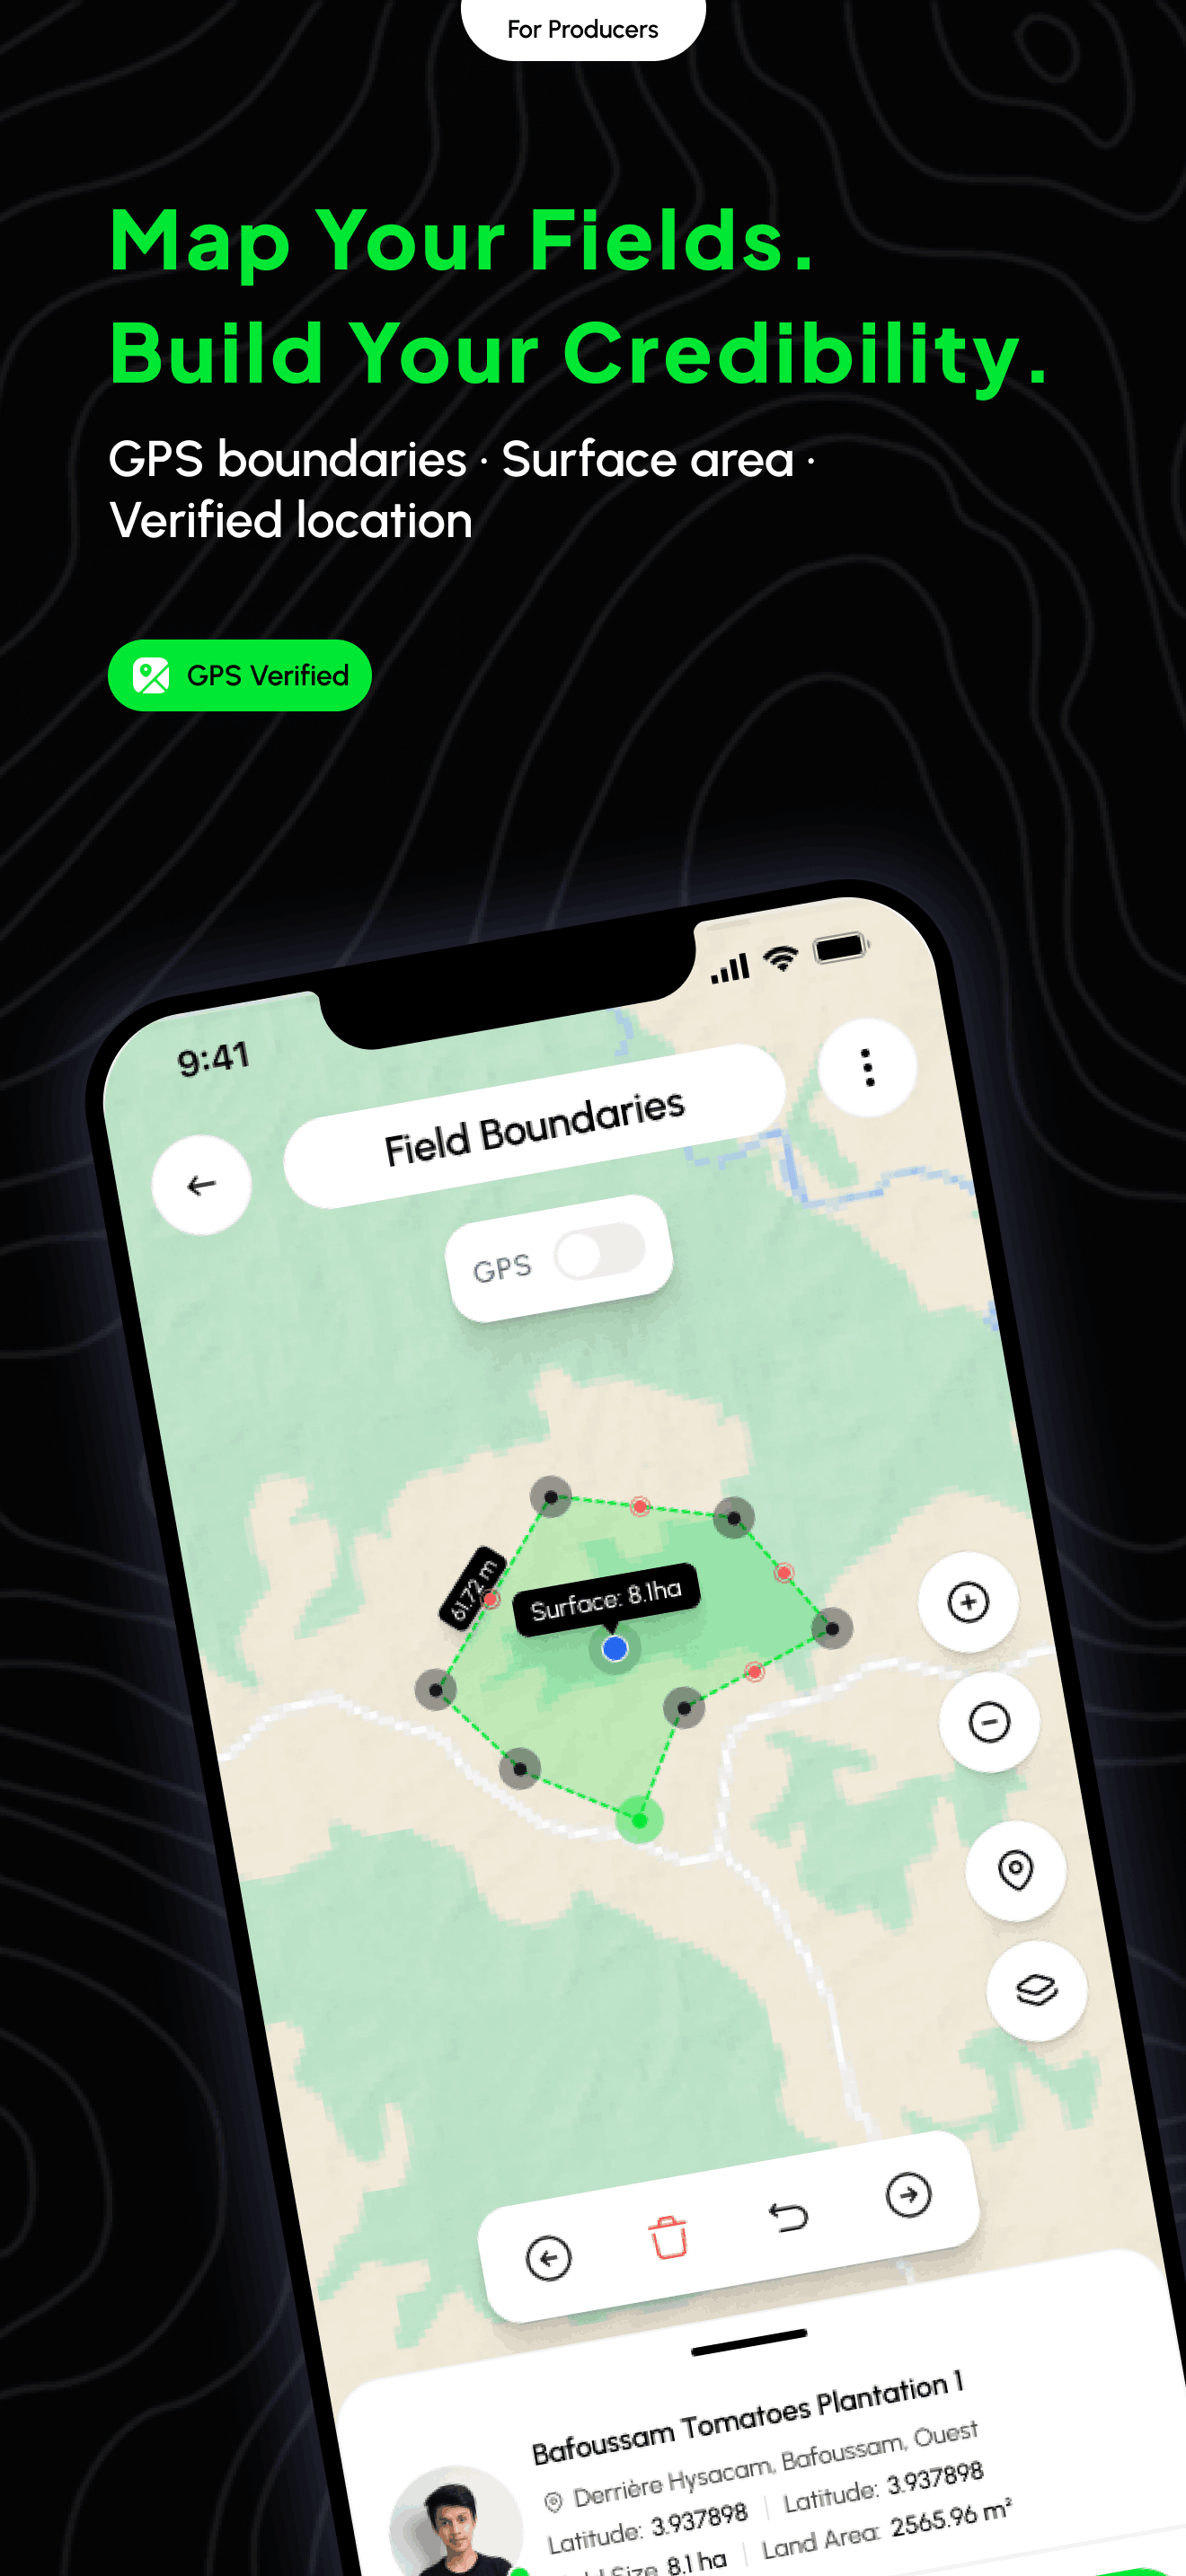 For Producers
Map Your Fields.
Build Your Credibility.
GPS boundaries · Surface area ·
Verified location
GPS Verified
9:41
Field Boundaries
GPS
61.72 m
Surface: 8.1ha
Bafoussam Tomatoes Plantation 1
Derrière Hysacam, Bafoussam, Ouest
Latitude: 3.937898 | Latitude: 3.937898
Size 8.1 ha | Land Area: 2565.96 m²